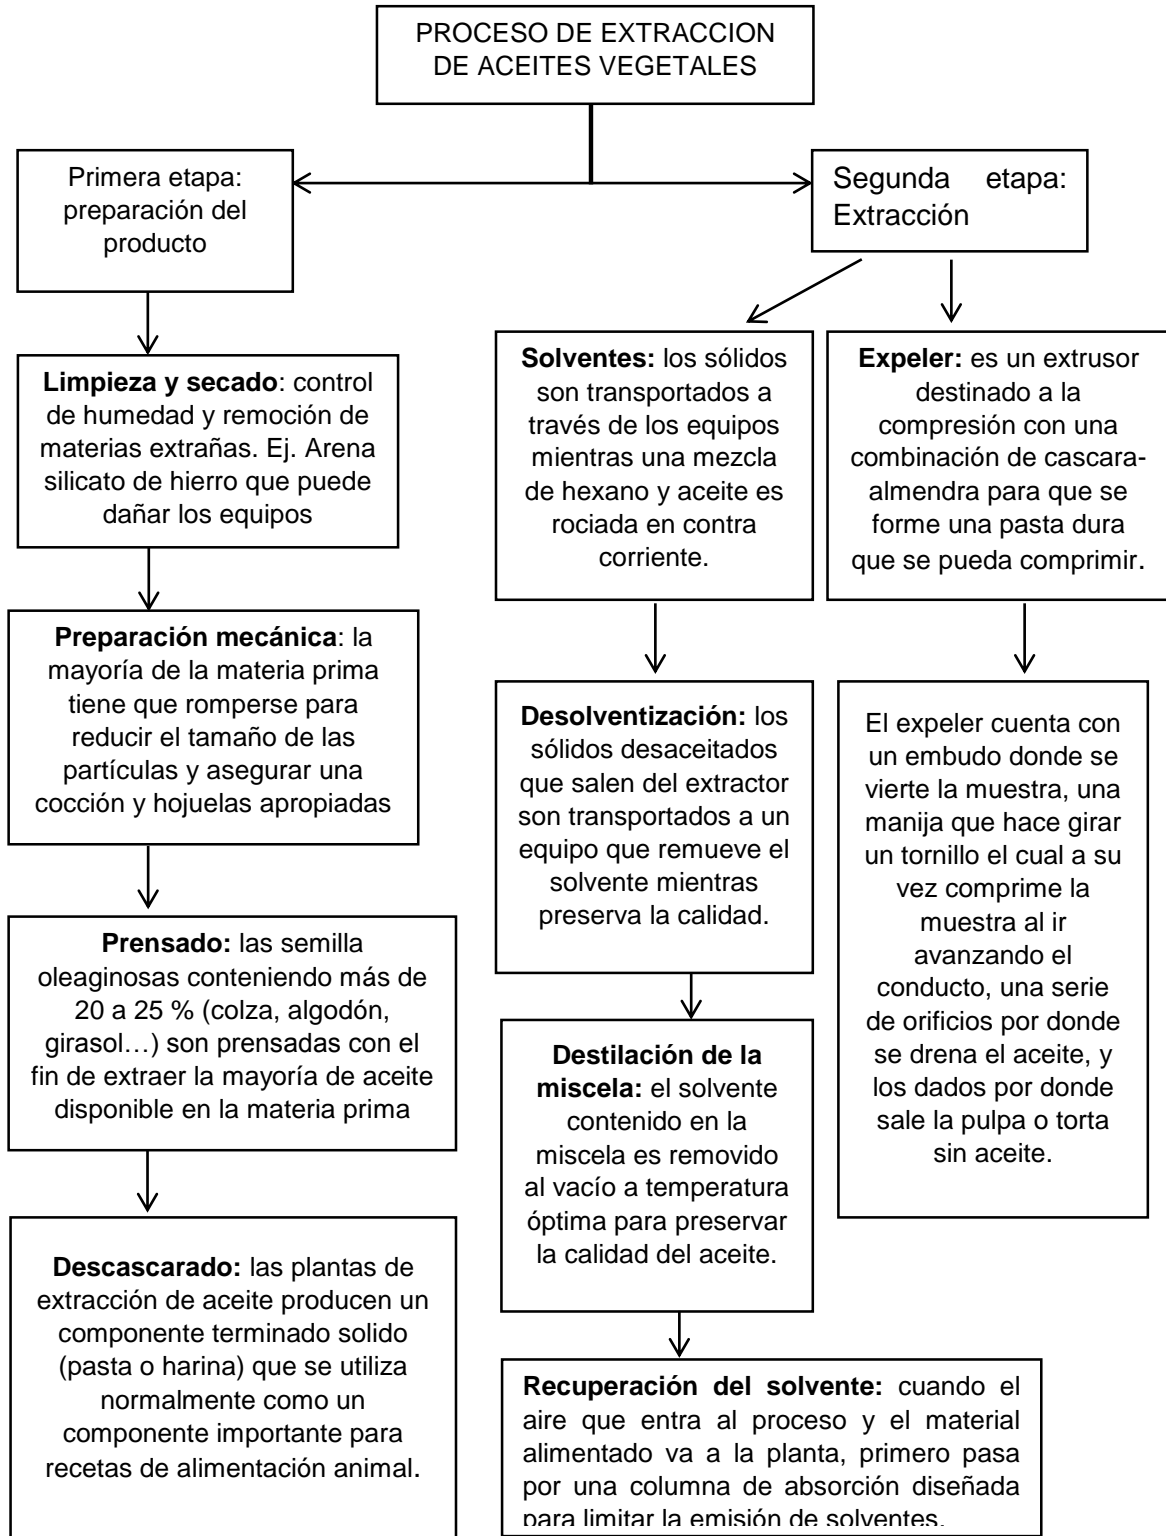 PROCESO DE EXTRACCION
DE ACEITES VEGETALES
Primera etapa:
preparación del
producto
Limpieza y secado: control
de humedad y remoción de
materias extrañas. Ej. Arena
silicato de hierro que puede
dañar los equipos
Preparación mecánica: la
mayoría de la materia prima
tiene que romperse para
reducir el tamaño de las
partículas y asegurar una
cocción y hojuelas apropiadas
Prensado: las semilla
oleaginosas conteniendo más de
20 a 25 % (colza, algodón,
girasol…) son prensadas con el
fin de extraer la mayoría de aceite
disponible en la materia prima
Descascarado: las plantas de
extracción de aceite producen un
componente terminado solido
(pasta o harina) que se utiliza
normalmente como un
componente importante para
recetas de alimentación animal.
Segunda etapa:
Extracción
Solventes: los sólidos
son transportados a
través de los equipos
mientras una mezcla
de hexano y aceite es
rociada en contra
corriente.
Desolventización: los
sólidos desaceitados
que salen del extractor
son transportados a un
equipo que remueve el
solvente mientras
preserva la calidad.
Destilación de la
miscela: el solvente
contenido en la
miscela es removido
al vacío a temperatura
óptima para preservar
la calidad del aceite.
Recuperación del solvente: cuando el
aire que entra al proceso y el material
alimentado va a la planta, primero pasa
por una columna de absorción diseñada
para limitar la emisión de solventes.
Expeler: es un extrusor
destinado a la
compresión con una
combinación de cascara-
almendra para que se
forme una pasta dura
que se pueda comprimir.
El expeler cuenta con
un embudo donde se
vierte la muestra, una
manija que hace girar
un tornillo el cual a su
vez comprime la
muestra al ir
avanzando el
conducto, una serie
de orificios por donde
se drena el aceite, y
los dados por donde
sale la pulpa o torta
sin aceite.